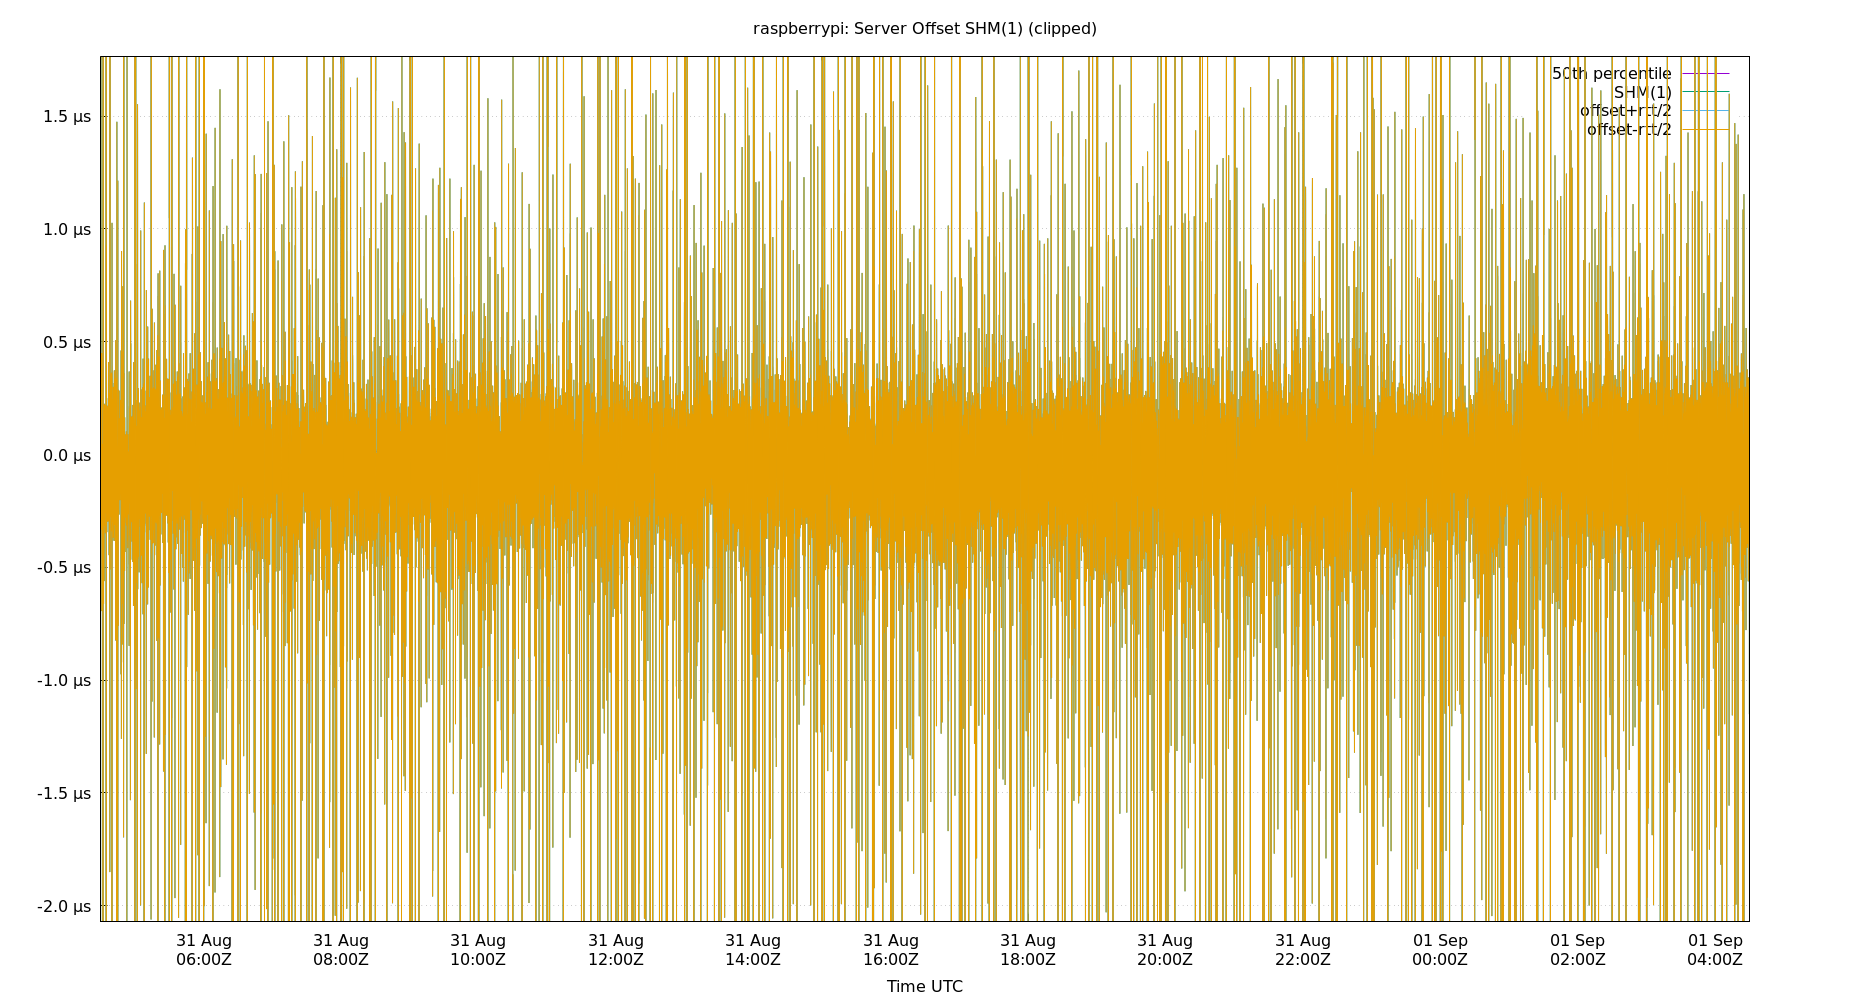 raspberrypi: Server Offset SHM(1) (clipped)
50th percentile
SHM(1)
offset+rtt/2
offset-rtt/2
1.5 µs
1.0 µs
0.5 µs
0.0 µs
-0.5 µs
-1.0 µs
-1.5 µs
-2.0 µs
31 Aug 31 Aug 31 Aug 31 Aug 31 Aug 31 Aug 31 Aug 31 Aug 31 Aug 01 Sep 01 Sep 01 Sep
06:00Z 08:00Z 10:00Z 12:00Z 14:00Z 16:00Z 18:00Z 20:00Z 22:00Z 00:00Z 02:00Z 04:00Z
Time UTC